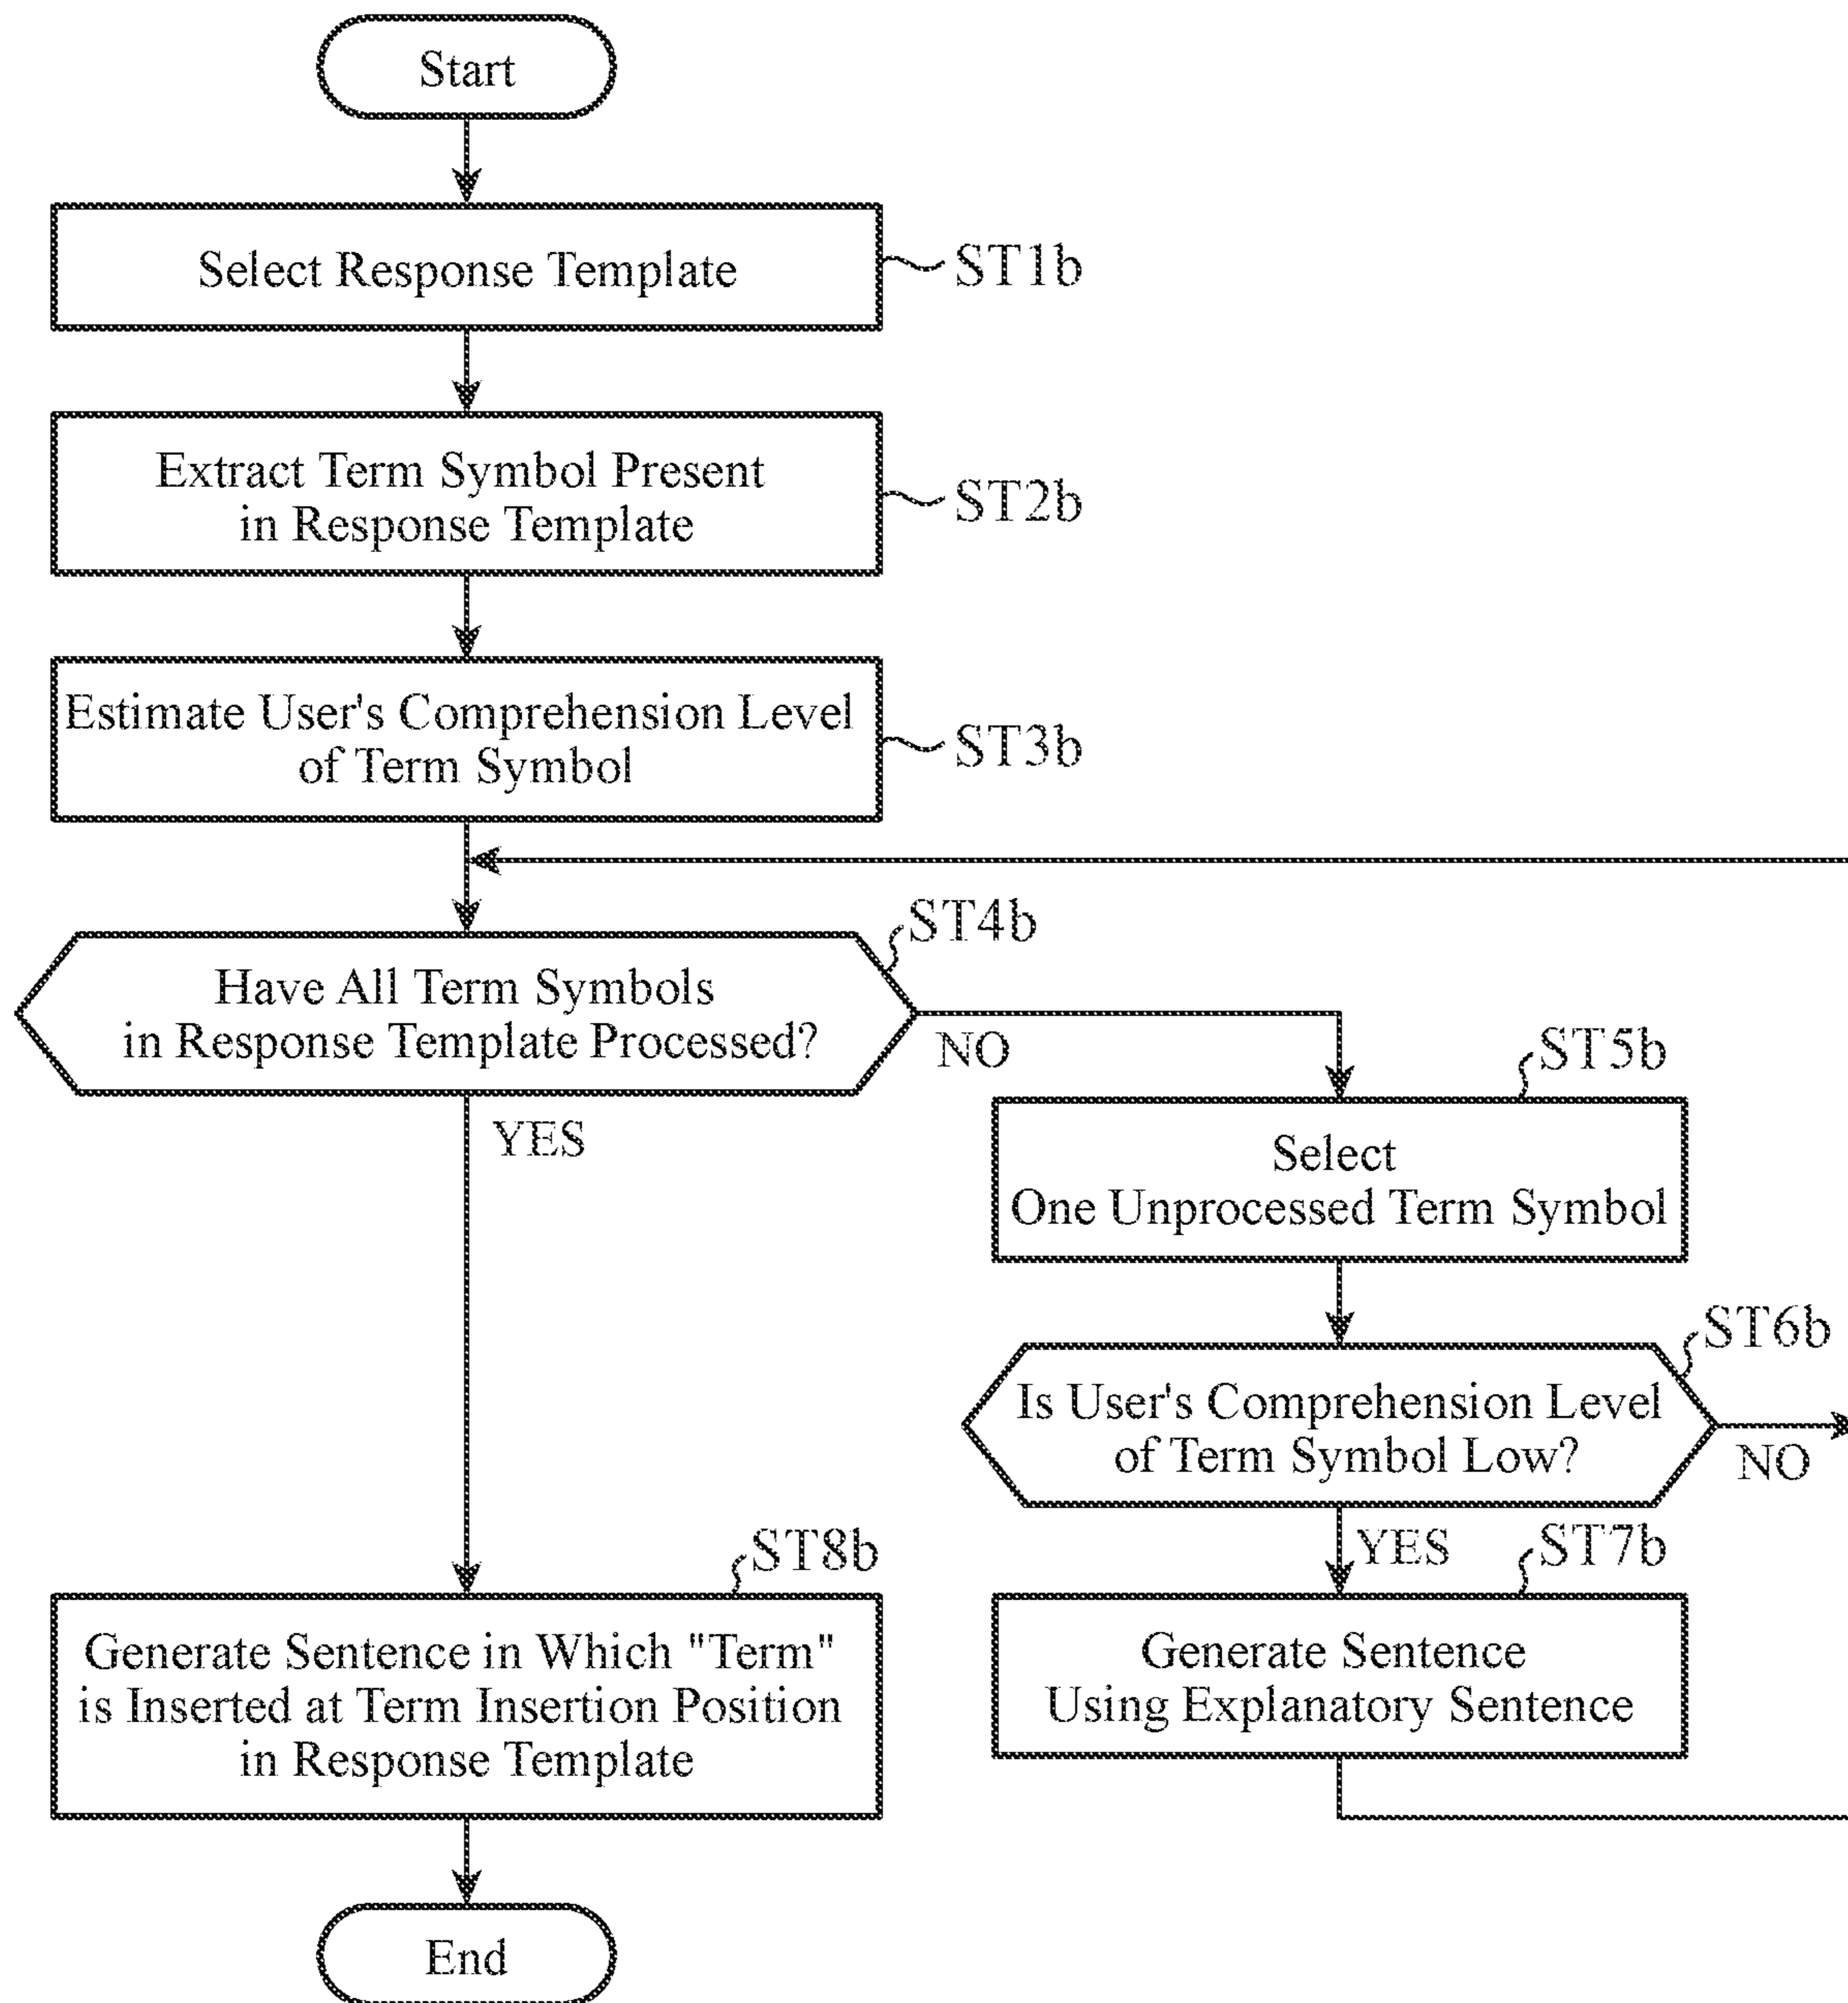 Start
Select Response Template
ST1b
Extract Term Symbol Present
in Response Template
ST2b
Estimate User's Comprehension Level
of Term Symbol
ST3b
ST4b
Have All Term Symbols
in Response Template Processed?
NO
YES
ST5b
Select
One Unprocessed Term Symbol
ST6b
Is User's Comprehension Level
of Term Symbol Low?
NO
YES
ST7b
Generate Sentence
Using Explanatory Sentence
ST8b
Generate Sentence in Which "Term"
is Inserted at Term Insertion Position
in Response Template
End